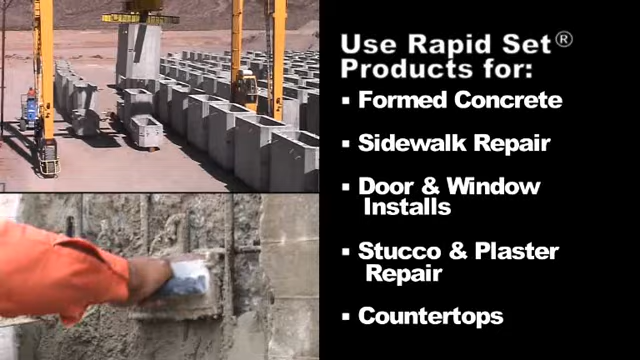 Use Rapid Set®
Products for:
▪ Formed Concrete
▪ Sidewalk Repair
▪ Door & Window
Installs
▪ Stucco & Plaster
Repair
▪ Countertops